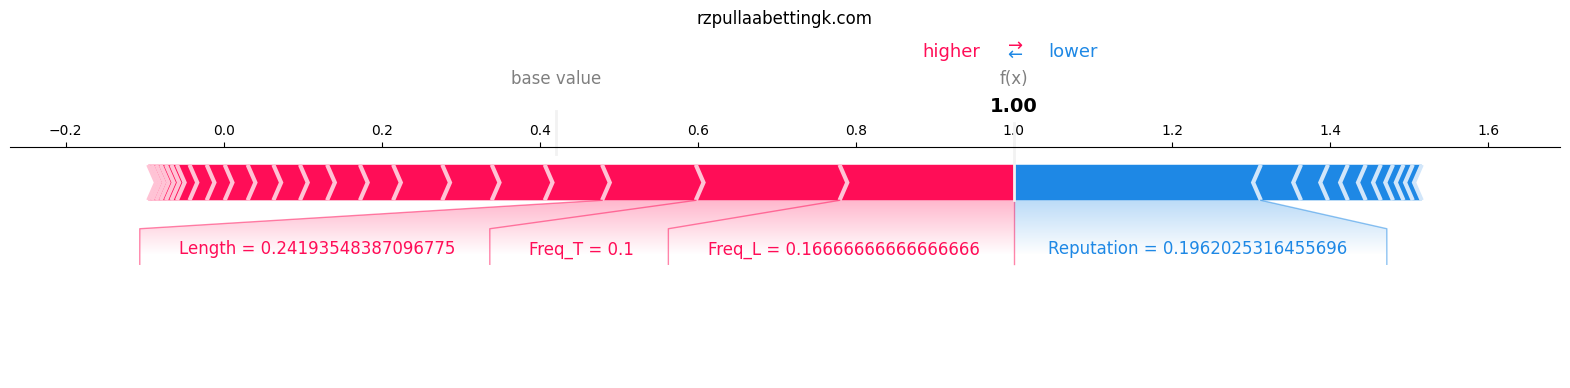 rzpullaabettingk.com
higher ⇄ lower
base value f(x)
1.00
−0.2 0.0 0.2 0.4 0.6 0.8 1.0 1.2 1.4 1.6
Length = 0.24193548387096775 Freq_T = 0.1 Freq_L = 0.16666666666666666 Reputation = 0.1962025316455696